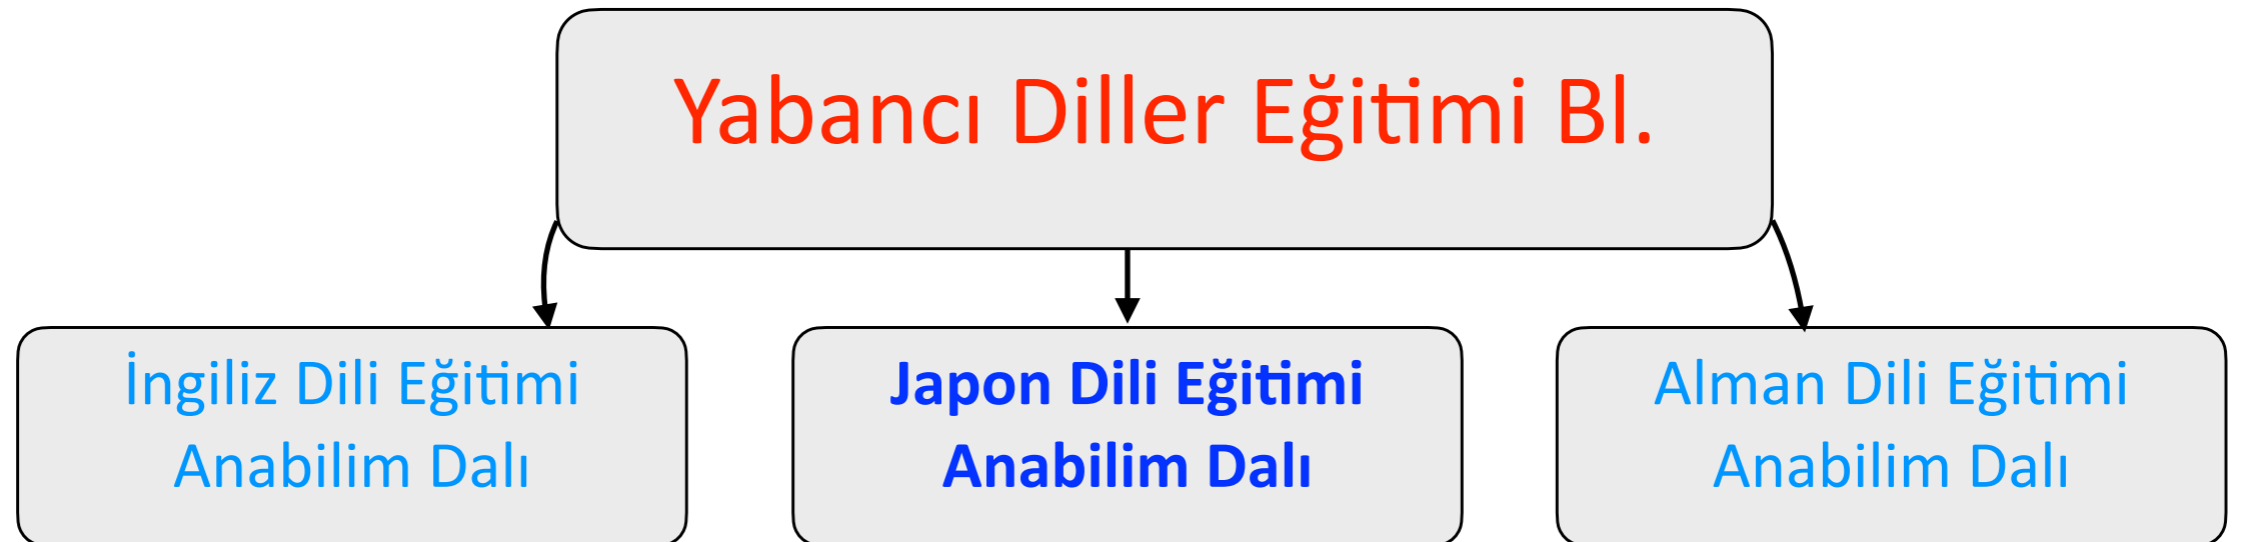 Yabancı Diller Eğitimi Bl.
İngiliz Dili Eğitimi
Anabilim Dalı
Japon Dili Eğitimi
Anabilim Dalı
Alman Dili Eğitimi
Anabilim Dalı